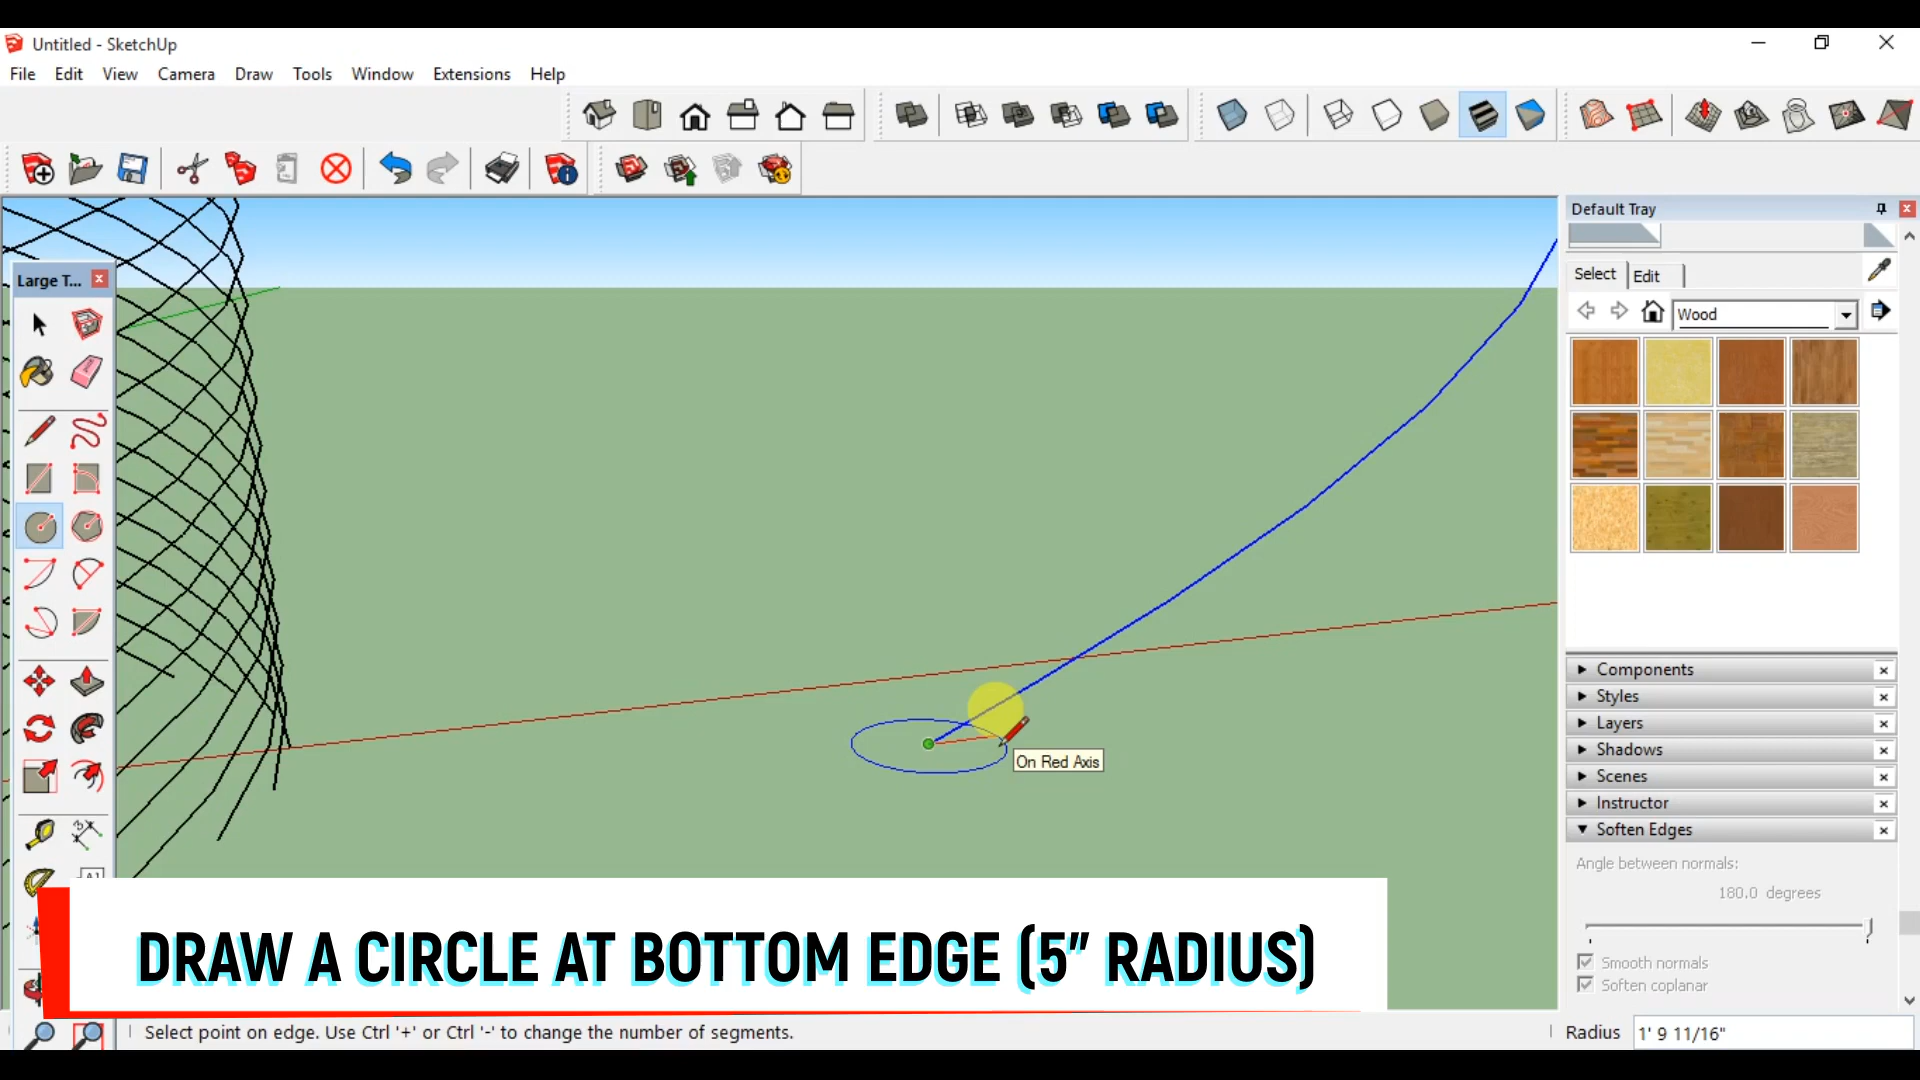 Untitled - SketchUp
File Edit View Camera Draw Tools Window Extensions Help
Default Tray
Large T...
Select Edit
Wood
On Red Axis
Components
Styles
Layers
Shadows
Scenes
Instructor
Soften Edges
Angle between normals:
180.0 degrees
Smooth normals
Soften coplanar
DRAW A CIRCLE AT BOTTOM EDGE (5" RADIUS)
Select point on edge. Use Ctrl '+' or Ctrl '-' to change the number of segments.
Radius 1' 9 11/16"